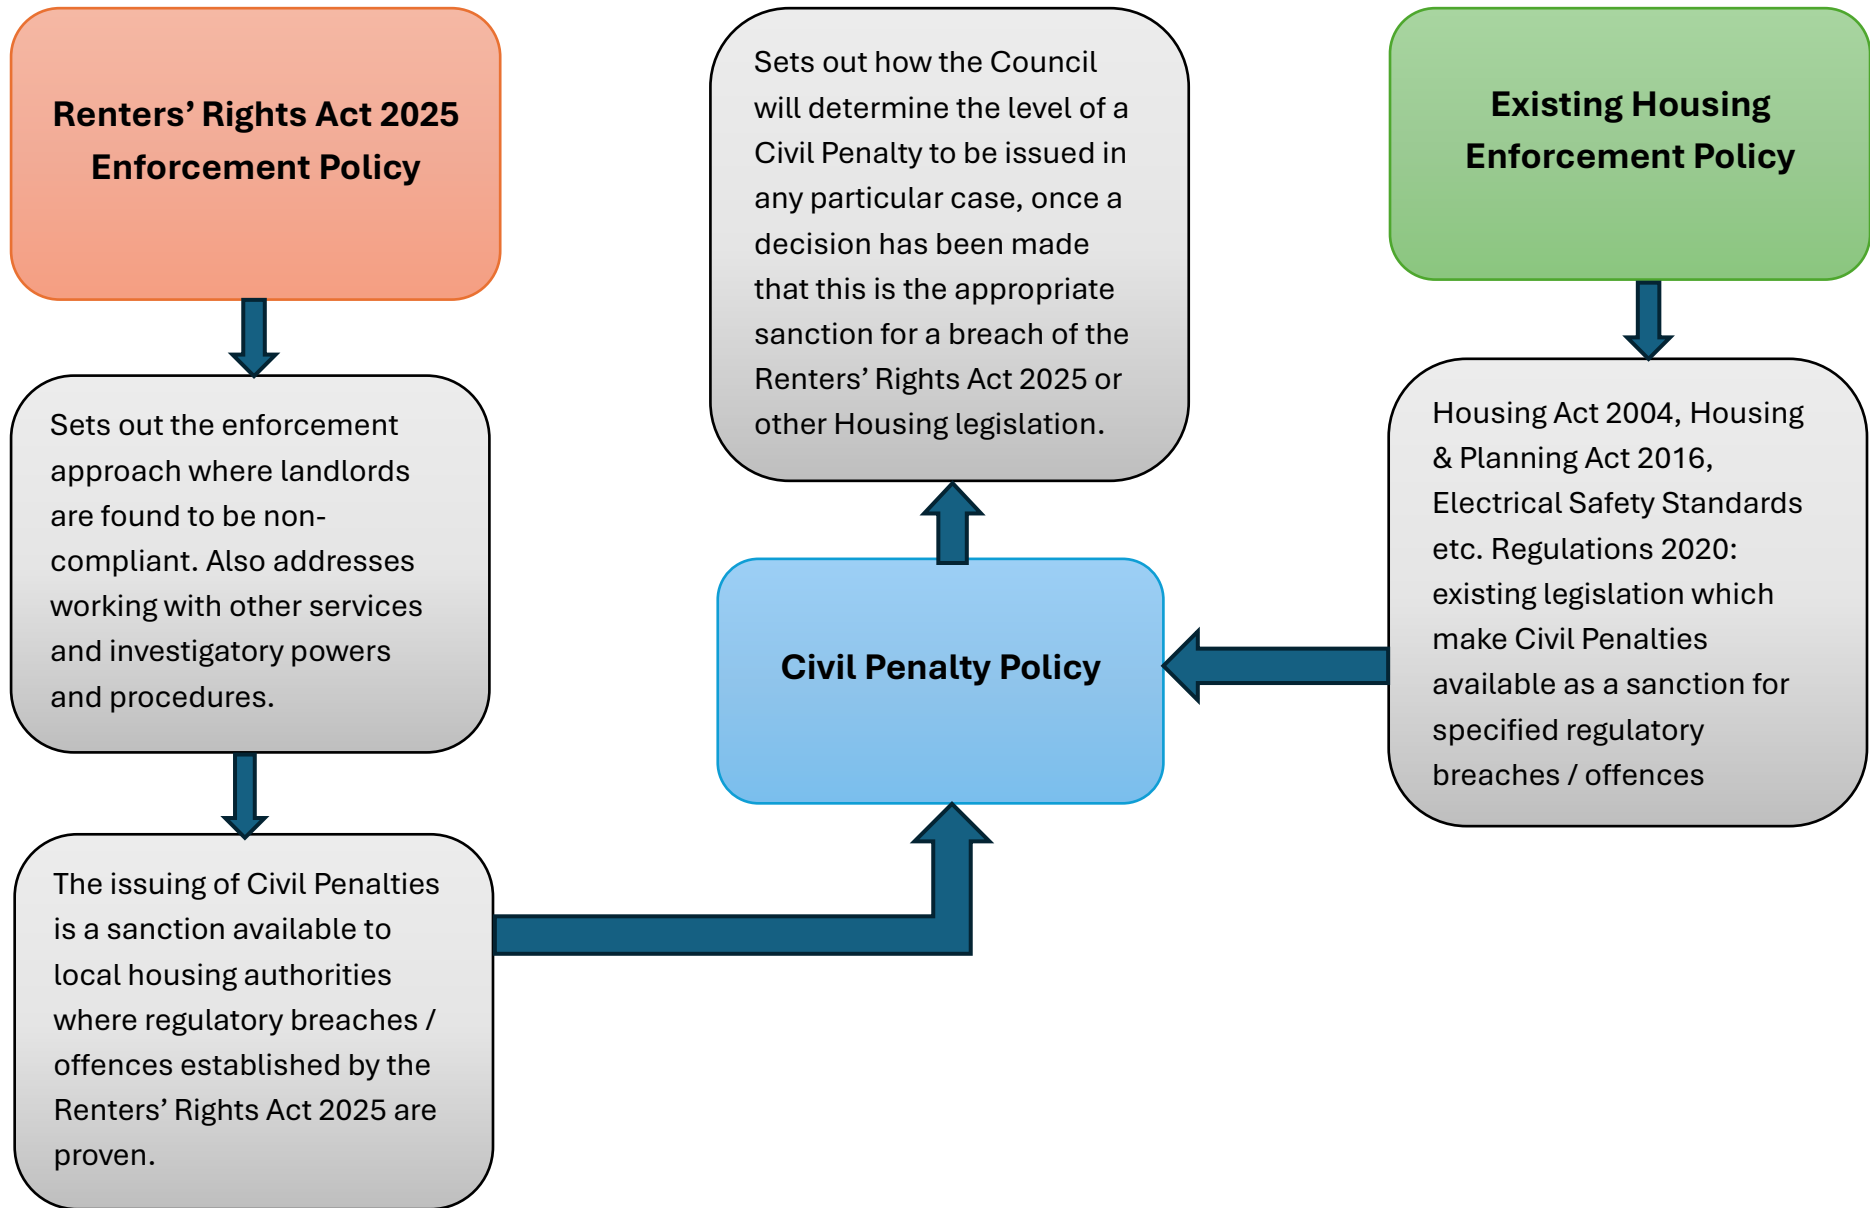 Renters’ Rights Act 2025
Enforcement Policy
Sets out the enforcement
approach where landlords
are found to be non-
compliant. Also addresses
working with other services
and investigatory powers
and procedures.
The issuing of Civil Penalties
is a sanction available to
local housing authorities
where regulatory breaches /
offences established by the
Renters’ Rights Act 2025 are
proven.
Sets out how the Council
will determine the level of a
Civil Penalty to be issued in
any particular case, once a
decision has been made
that this is the appropriate
sanction for a breach of the
Renters’ Rights Act 2025 or
other Housing legislation.
Civil Penalty Policy
Existing Housing
Enforcement Policy
Housing Act 2004, Housing
& Planning Act 2016,
Electrical Safety Standards
etc. Regulations 2020:
existing legislation which
make Civil Penalties
available as a sanction for
specified regulatory
breaches / offences